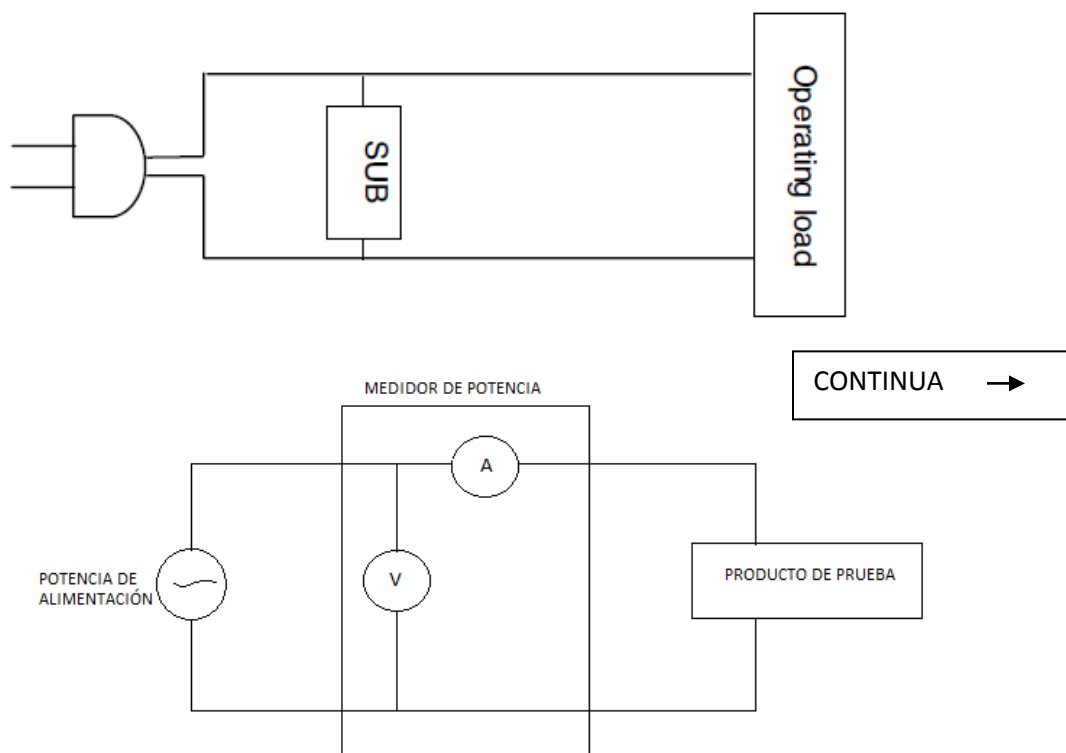 SUB
Operating load
CONTINUA →
MEDIDOR DE POTENCIA
A
V
POTENCIA DE
ALIMENTACIÓN
PRODUCTO DE PRUEBA